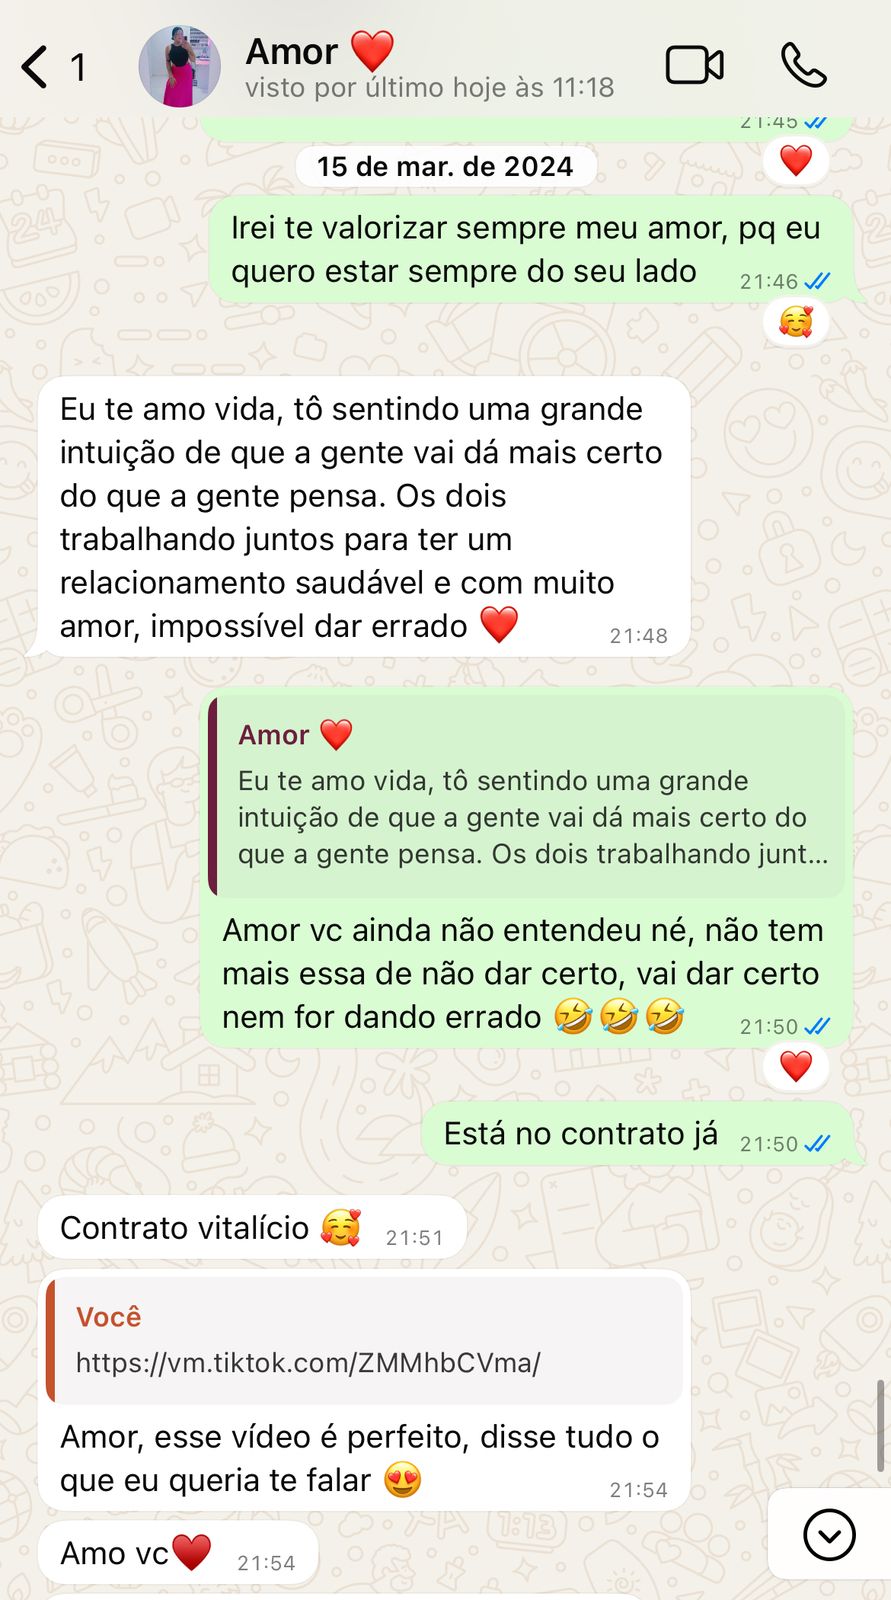 1
Amor ❤️
visto por último hoje às 11:18
21:45
15 de mar. de 2024
❤️
Irei te valorizar sempre meu amor, pq eu
quero estar sempre do seu lado
21:46
🥰
Eu te amo vida, tô sentindo uma grande
intuição de que a gente vai dá mais certo
do que a gente pensa. Os dois
trabalhando juntos para ter um
relacionamento saudável e com muito
amor, impossível dar errado ❤️
21:48
Amor ❤️
Eu te amo vida, tô sentindo uma grande
intuição de que a gente vai dá mais certo do
que a gente pensa. Os dois trabalhando junt...
Amor vc ainda não entendeu né, não tem
mais essa de não dar certo, vai dar certo
nem for dando errado 🤣🤣🤣
21:50
❤️
Está no contrato já
21:50
Contrato vitalício 🥰
21:51
Você
https://vm.tiktok.com/ZMMhbCVma/
Amor, esse vídeo é perfeito, disse tudo o
que eu queria te falar 😍
21:54
Amo vc❤️
21:54